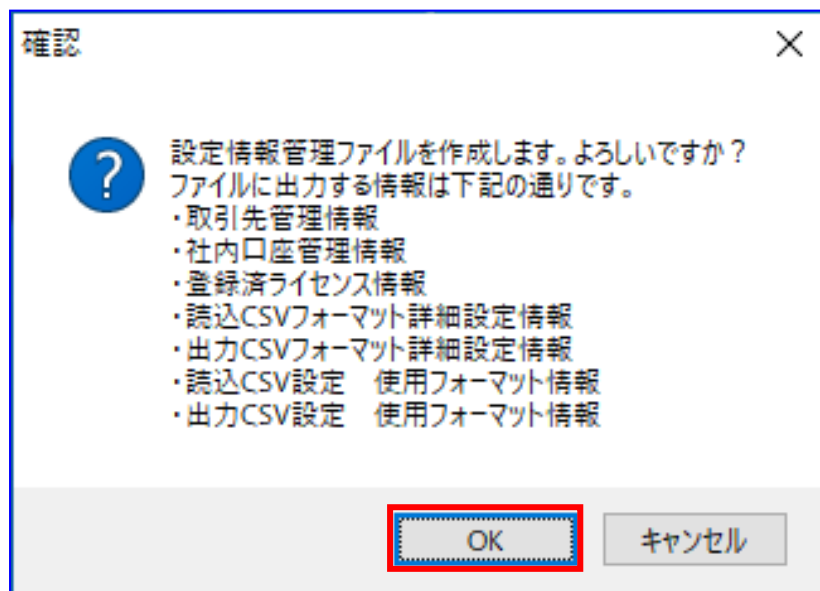 確認
設定情報管理ファイルを作成します。よろしいですか？
ファイルに出力する情報は下記の通りです。
・取引先管理情報
・社内口座管理情報
・登録済ライセンス情報
・読込CSVフォーマット詳細設定情報
・出力CSVフォーマット詳細設定情報
・読込CSV設定　使用フォーマット情報
・出力CSV設定　使用フォーマット情報
OK
キャンセル